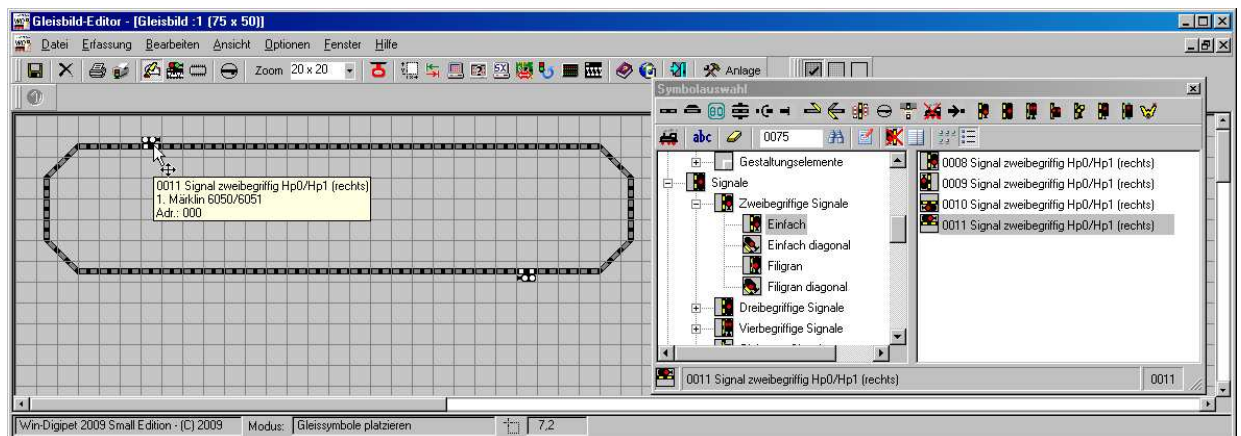 Gleisbild-Editor - [Gleisbild :1 (75 x 50)]
Datei Erfassung Bearbeiten Ansicht Optionen Fenster Hilfe
Zoom 20 x 20 Anlage
Symbolauswahl
abc 0075
Gestaltungselemente
Signale
Zweibegriffige Signale
Einfach
Einfach diagonal
Filigran
Filigran diagonal
Dreibegriffige Signale
Vierbegriffige Signale
0008 Signal zweibegriffig Hp0/Hp1 (rechts)
0009 Signal zweibegriffig Hp0/Hp1 (rechts)
0010 Signal zweibegriffig Hp0/Hp1 (rechts)
0011 Signal zweibegriffig Hp0/Hp1 (rechts)
0011 Signal zweibegriffig Hp0/Hp1 (rechts) 0011
0011 Signal zweibegriffig Hp0/Hp1 (rechts)
1. Märklin 6050/6051
Adr.: 000
Win-Digipet 2009 Small Edition - (C) 2009 Modus: Gleissymbole platzieren 7,2